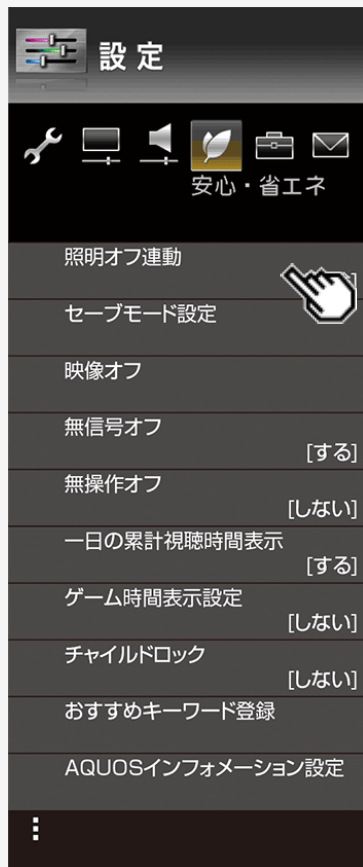 設定
安心・省エネ
照明オフ連動
セーブモード設定
映像オフ
無信号オフ
[する]
無操作オフ
[しない]
一日の累計視聴時間表示
[する]
ゲーム時間表示設定
[しない]
チャイルドロック
[しない]
おすすめキーワード登録
AQUOSインフォメーション設定